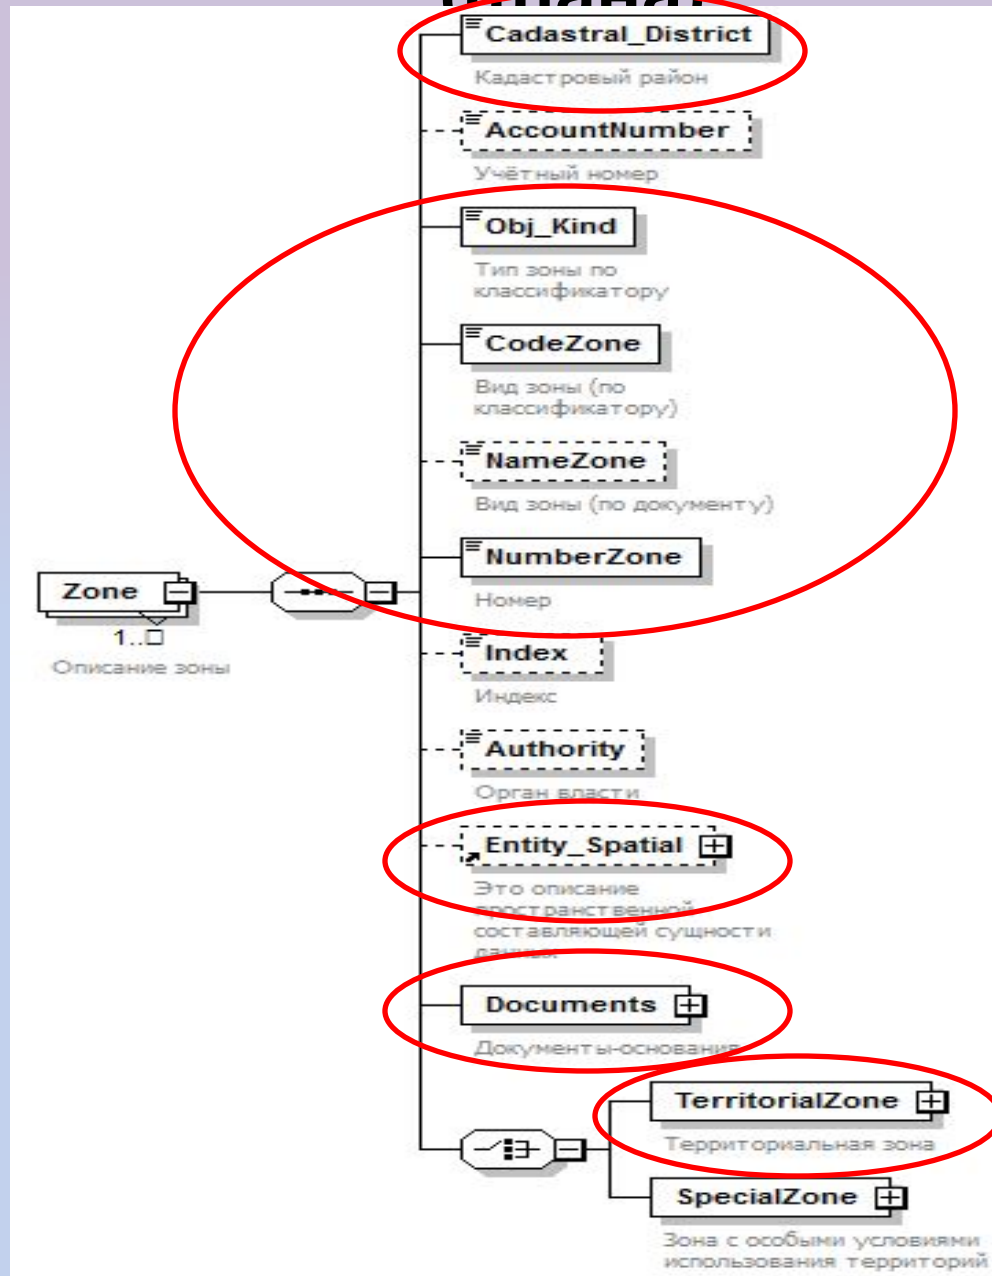 Cadastral_District
Кадастровый район
AccountNumber
Учётный номер
Obj_Kind
Тип зоны по
классификатору
CodeZone
Вид зоны (по
классификатору)
NameZone
Вид зоны (по документу)
NumberZone
Номер
Zone
1..□
Описание зоны
Index
Индекс
Authority
Орган власти
Entity_Spatial
Это описание
пространственной
составляющей сущности
данных
Documents
Документы-основания
TerritorialZone
Территориальная зона
SpecialZone
Зона с особыми условиями
использования территорий